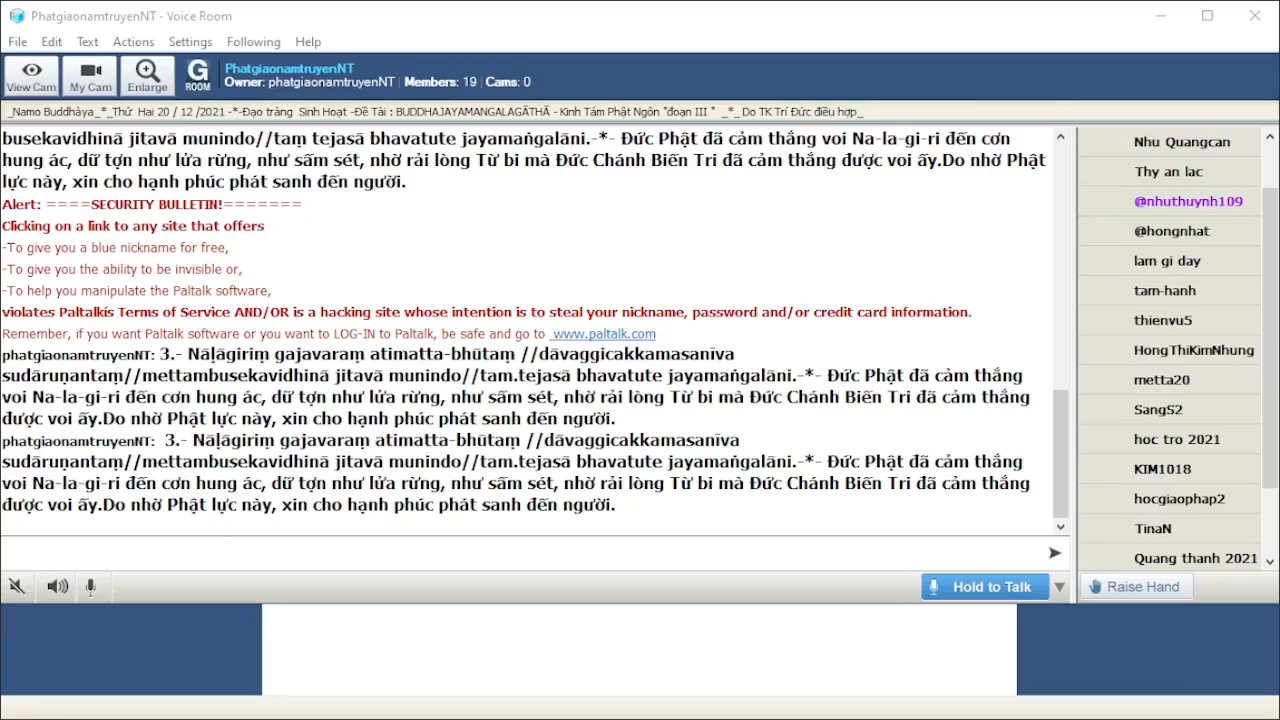 PhatgiaonamtruyenNT - Voice Room
File Edit Text Actions Settings Following Help
View Cam My Cam Enlarge G ROOM
PhatgiaonamtruyenNT
Owner: phatgiaonamtruyenNT Members: 19 Cams: 0
_Namo Buddhàya_*_Thứ Hai 20 / 12 /2021 -*-Đạo tràng Sinh Hoạt -Đề Tài : BUDDHAJAYAMANGALAGĀTHĀ - Kinh Tám Phật Ngôn "đoạn III " _*_ Do TK Trí Đức điều hợp_
busekavidhinā jitavā munindo//taṃ tejasā bhavatute jayamaṅgalāni.-*- Đức Phật đã cảm thắng voi Na-la-gi-ri đến cơn
hung ác, dữ tợn như lửa rừng, như sấm sét, nhờ rải lòng Từ bi mà Đức Chánh Biến Tri đã cảm thắng được voi ấy.Do nhờ Phật
lực này, xin cho hạnh phúc phát sanh đến người.
Alert: ====SECURITY BULLETIN!=======
Clicking on a link to any site that offers
-To give you a blue nickname for free,
-To give you the ability to be invisible or,
-To help you manipulate the Paltalk software,
violates Paltalkís Terms of Service AND/OR is a hacking site whose intention is to steal your nickname, password and/or credit card information.
Remember, if you want Paltalk software or you want to LOG-IN to Paltalk, be safe and go to www.paltalk.com
phatgiaonamtruyenNT: 3.- Nāḷāgiriṃ gajavaraṃ atimatta-bhūtaṃ //dāvaggicakkamasanīva
sudāruṇantaṃ//mettambusekavidhinā jitavā munindo//tam.tejasā bhavatute jayamaṅgalāni.-*- Đức Phật đã cảm thắng
voi Na-la-gi-ri đến cơn hung ác, dữ tợn như lửa rừng, như sấm sét, nhờ rải lòng Từ bi mà Đức Chánh Biến Tri đã cảm thắng
được voi ấy.Do nhờ Phật lực này, xin cho hạnh phúc phát sanh đến người.
phatgiaonamtruyenNT: 3.- Nāḷāgiriṃ gajavaraṃ atimatta-bhūtaṃ //dāvaggicakkamasanīva
sudāruṇantaṃ//mettambusekavidhinā jitavā munindo//tam.tejasā bhavatute jayamaṅgalāni.-*- Đức Phật đã cảm thắng
voi Na-la-gi-ri đến cơn hung ác, dữ tợn như lửa rừng, như sấm sét, nhờ rải lòng Từ bi mà Đức Chánh Biến Tri đã cảm thắng
được voi ấy.Do nhờ Phật lực này, xin cho hạnh phúc phát sanh đến người.
Nhu Quangcan
Thy an lac
@nhuthuynh109
@hongnhat
lam gi day
tam-hanh
thienvu5
HongThiKimNhung
metta20
SangS2
hoc tro 2021
KIM1018
hocgiaophap2
TinaN
Quang thanh 2021
Hold to Talk
Raise Hand